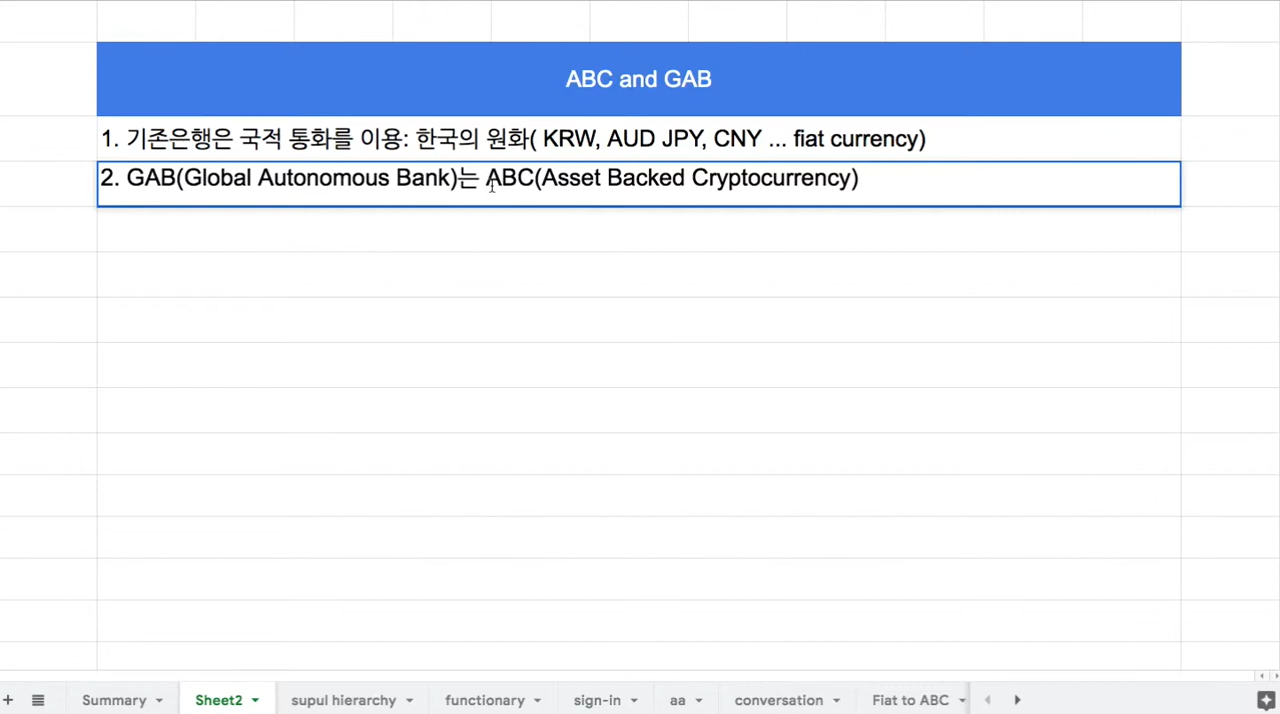 ABC and GAB
1. 기존은행은 국적 통화를 이용: 한국의 원화( KRW, AUD JPY, CNY ... fiat currency)
2. GAB(Global Autonomous Bank)는 ABC(Asset Backed Cryptocurrency)
Summary Sheet2 supul hierarchy functionary sign-in aa conversation Fiat to ABC